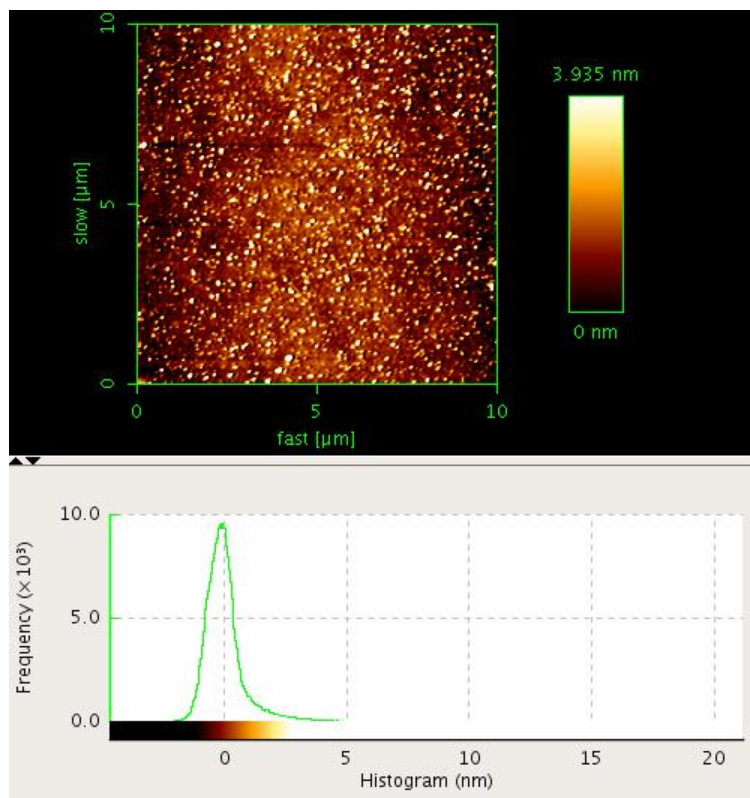 10
5
0
slow [µm]
0 5 10
fast [µm]
3.935 nm
0 nm
10.0
5.0
0.0
Frequency (×10³)
0 5 10 15 20
Histogram (nm)